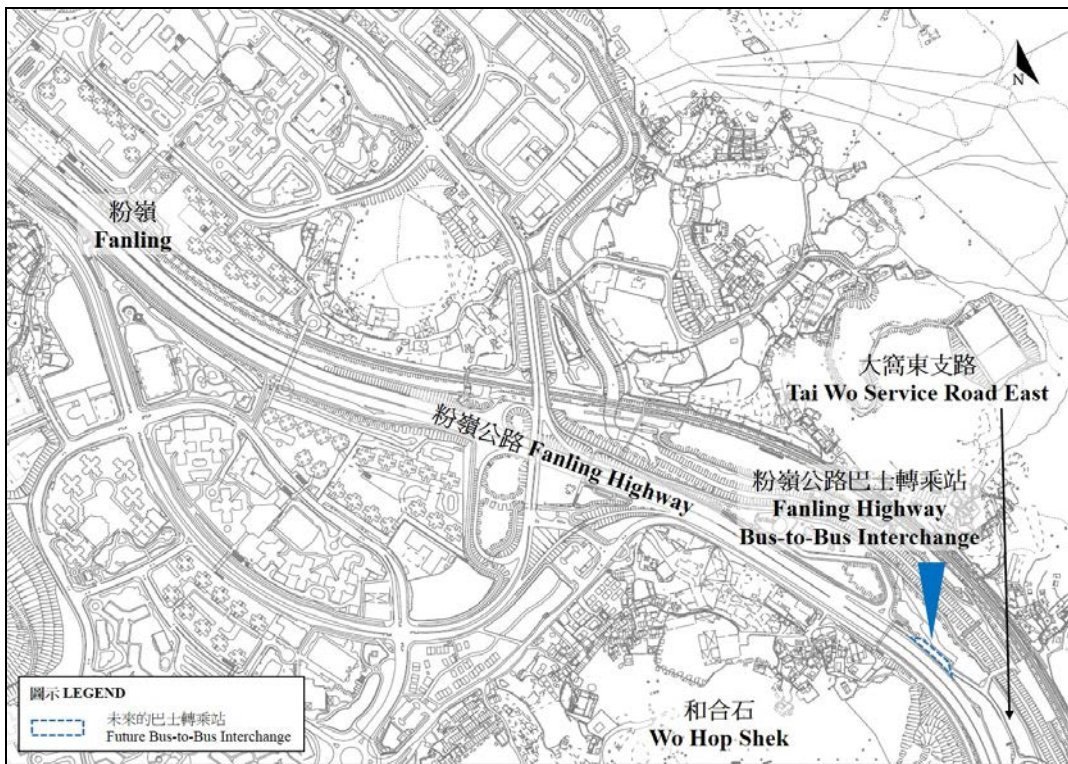 N
粉嶺
Fanling
大窩東支路
Tai Wo Service Road East
粉嶺公路 Fanling Highway
粉嶺公路巴士轉乘站
Fanling Highway
Bus-to-Bus Interchange
和合石
Wo Hop Shek
圖示 LEGEND
未來的巴士轉乘站
Future Bus-to-Bus Interchange